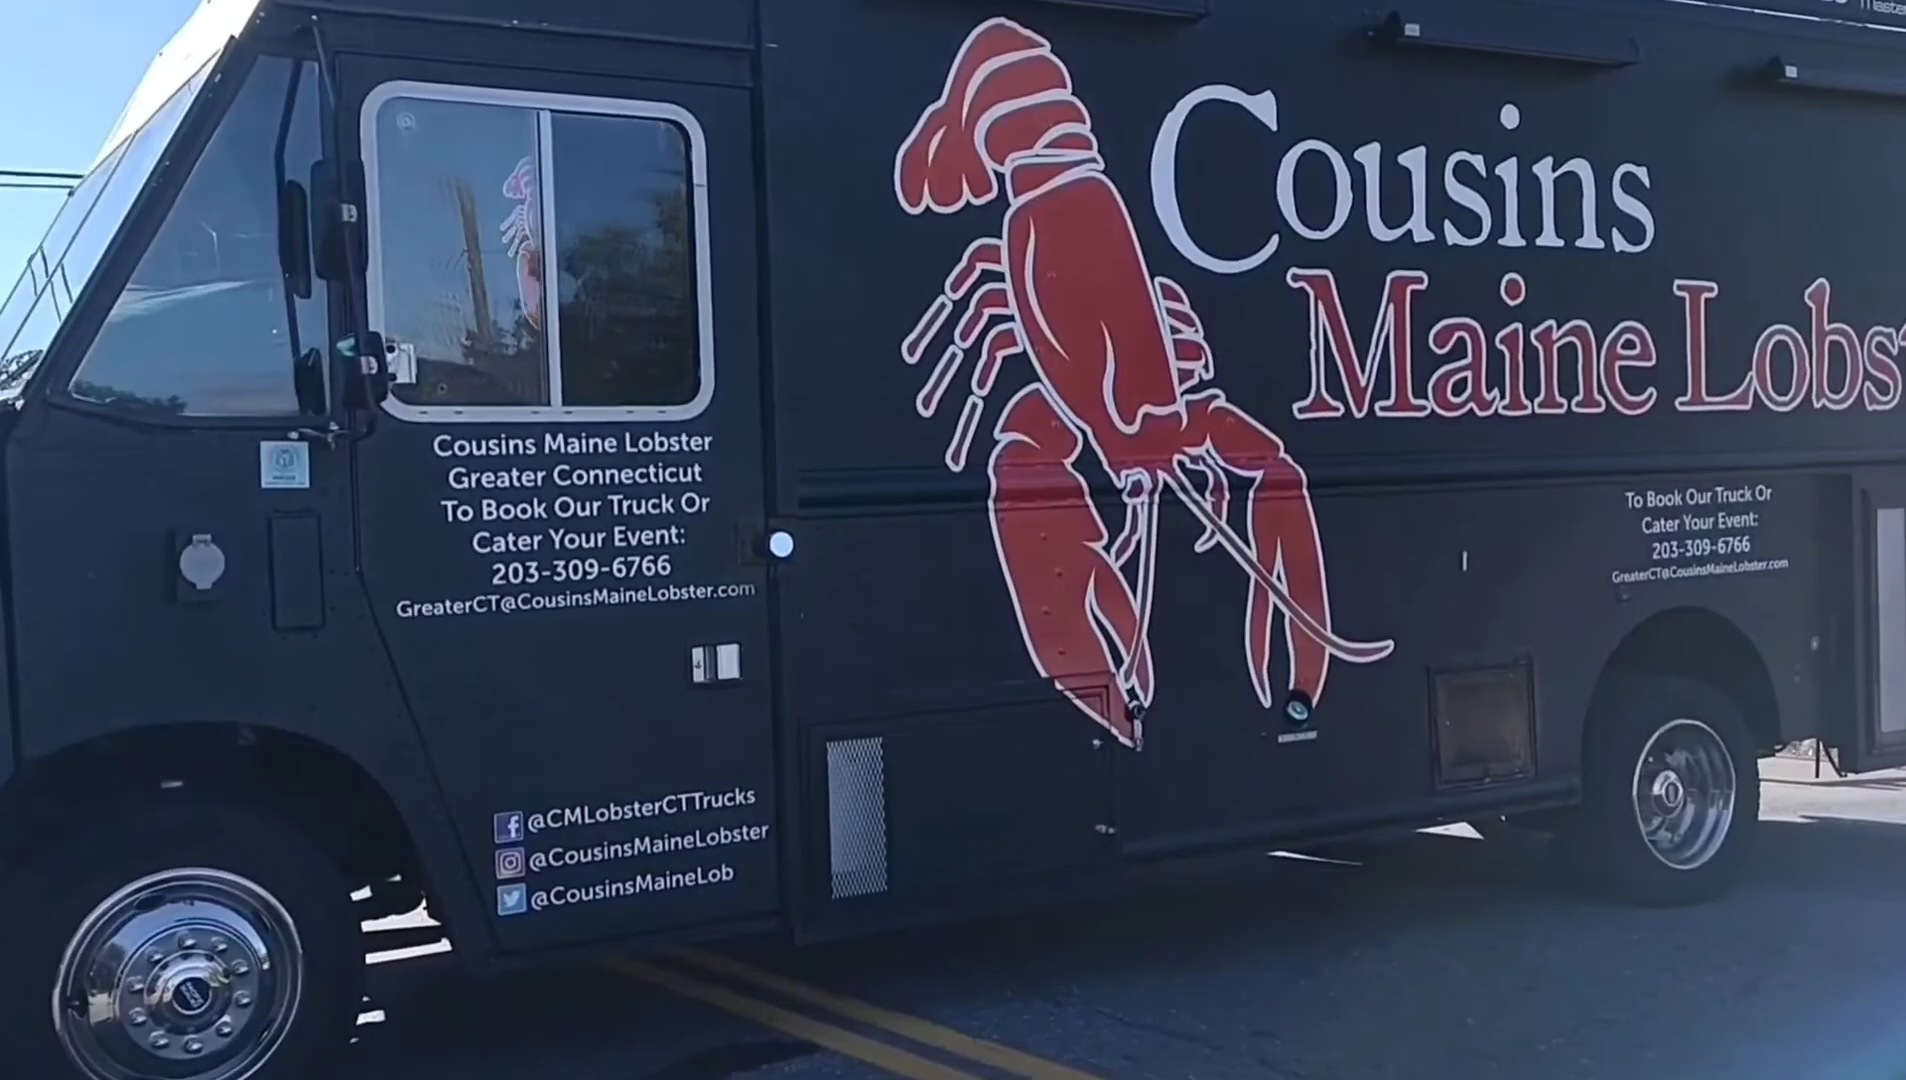 Cousins
Maine Lobs
Cousins Maine Lobster
Greater Connecticut
To Book Our Truck Or
Cater Your Event:
203-309-6766
GreaterCT@CousinsMaineLobster.com
To Book Our Truck Or
Cater Your Event:
203-309-6766
GreaterCT@CousinsMaineLobster.com
@CMLobsterCTTrucks
@CousinsMaineLobster
@CousinsMaineLob